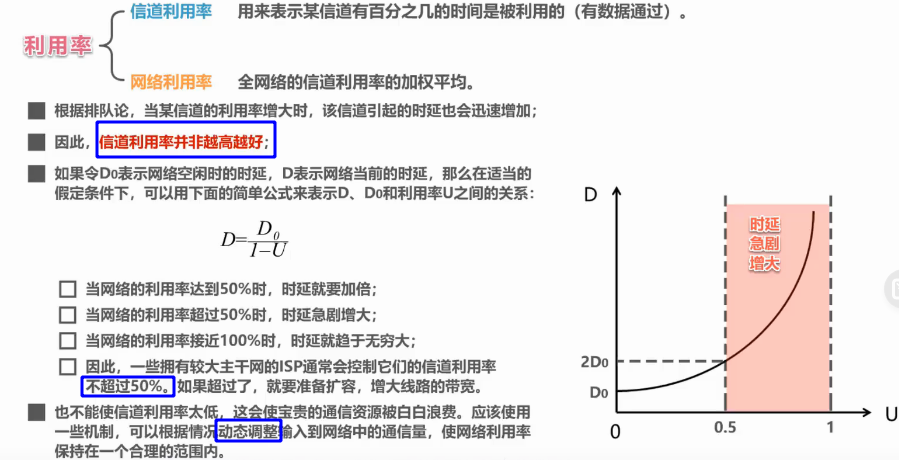 信道利用率 用来表示某信道有百分之几的时间是被利用的（有数据通过）。
利用率
网络利用率 全网络的信道利用率的加权平均。
根据排队论，当某信道的利用率增大时，该信道引起的时延也会迅速增加；
因此，信道利用率并非越高越好；
如果令D₀表示网络空闲时的时延，D表示网络当前的时延，那么在适当的
假定条件下，可以用下面的简单公式来表示D、D₀和利用率U之间的关系：
D=D₀/1-U
当网络的利用率达到50%时，时延就要加倍；
当网络的利用率超过50%时，时延急剧增大；
当网络的利用率接近100%时，时延就趋于无穷大；
因此，一些拥有较大主干网的ISP通常会控制它们的信道利用率
不超过50%。如果超过了，就要准备扩容，增大线路的带宽。
也不能使信道利用率太低，这会使宝贵的通信资源被白白浪费。应该使用
一些机制，可以根据情况动态调整输入到网络中的通信量，使网络利用率
保持在一个合理的范围内。
D
时延
急剧
增大
2D₀
D₀
0
0.5
1
U